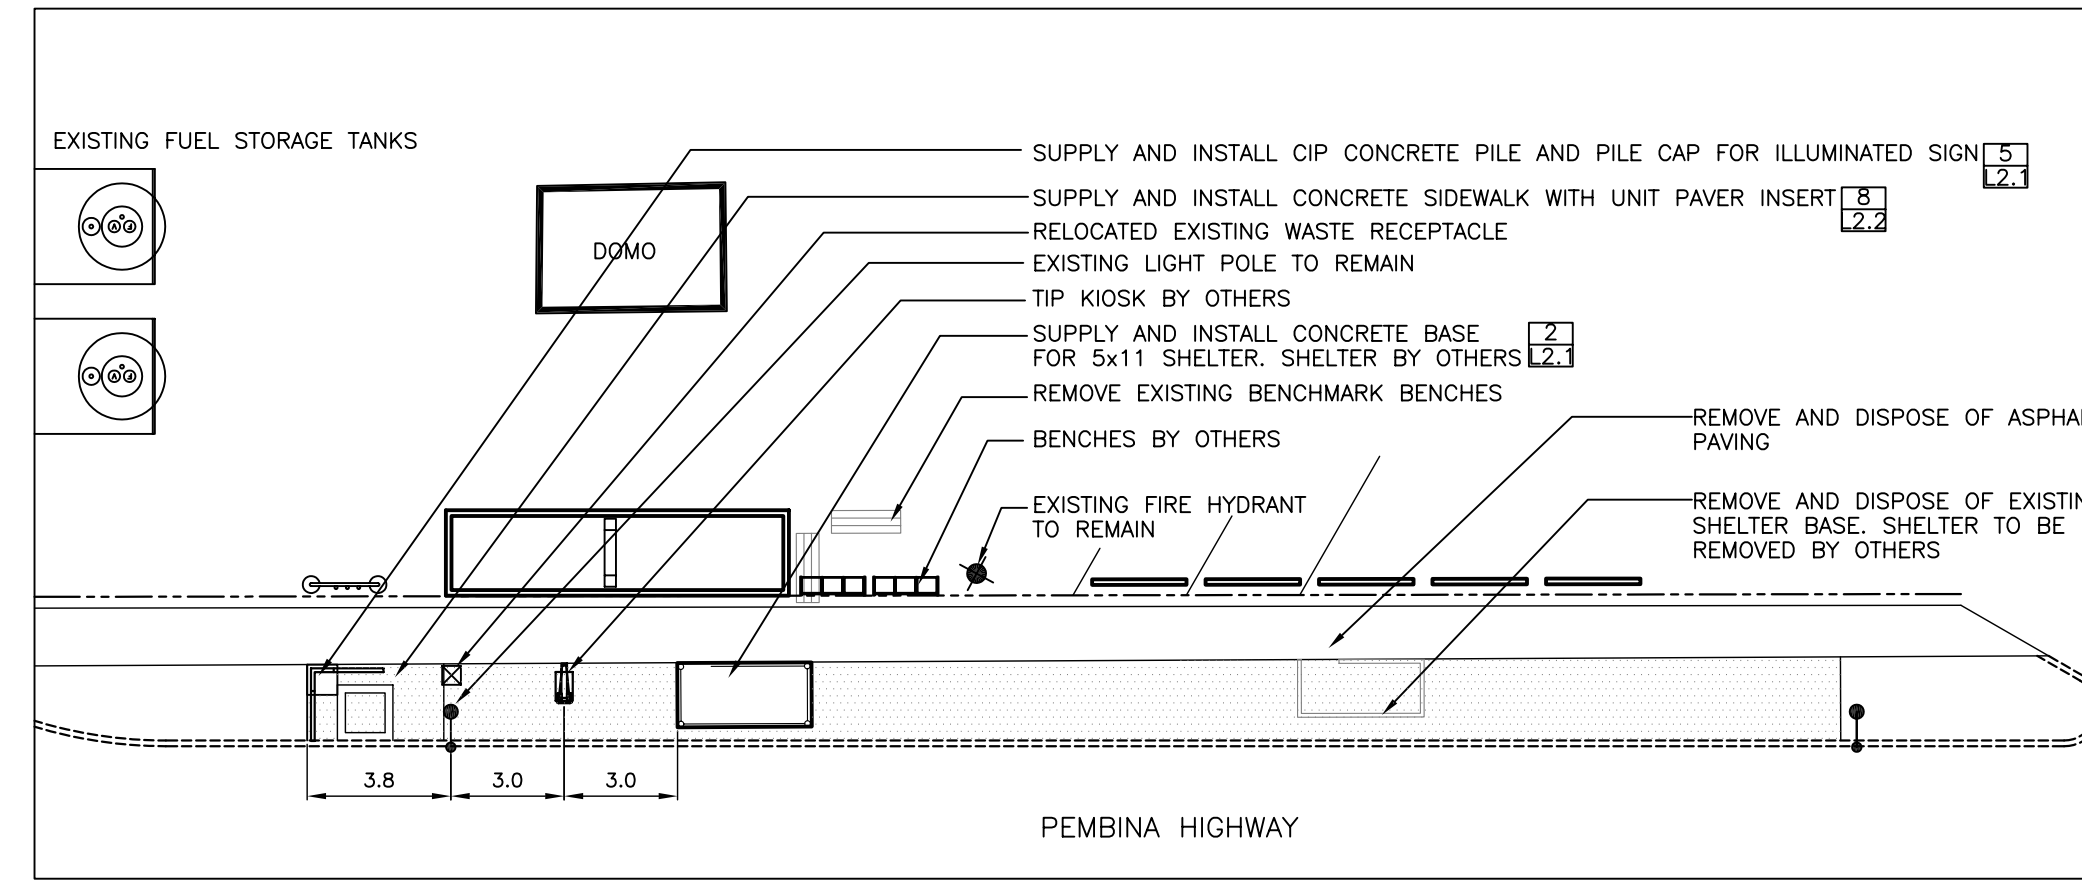 EXISTING FUEL STORAGE TANKS
F V
F V
DOMO
SUPPLY AND INSTALL CIP CONCRETE PILE AND PILE CAP FOR ILLUMINATED SIGN 5
L2.1
SUPPLY AND INSTALL CONCRETE SIDEWALK WITH UNIT PAVER INSERT 8
L2.2
RELOCATED EXISTING WASTE RECEPTACLE
EXISTING LIGHT POLE TO REMAIN
TIP KIOSK BY OTHERS
SUPPLY AND INSTALL CONCRETE BASE 2
FOR 5x11 SHELTER. SHELTER BY OTHERS L2.1
REMOVE EXISTING BENCHMARK BENCHES
BENCHES BY OTHERS
EXISTING FIRE HYDRANT
TO REMAIN
REMOVE AND DISPOSE OF ASPHA
PAVING
REMOVE AND DISPOSE OF EXISTIN
SHELTER BASE. SHELTER TO BE
REMOVED BY OTHERS
3.8 3.0 3.0
PEMBINA HIGHWAY